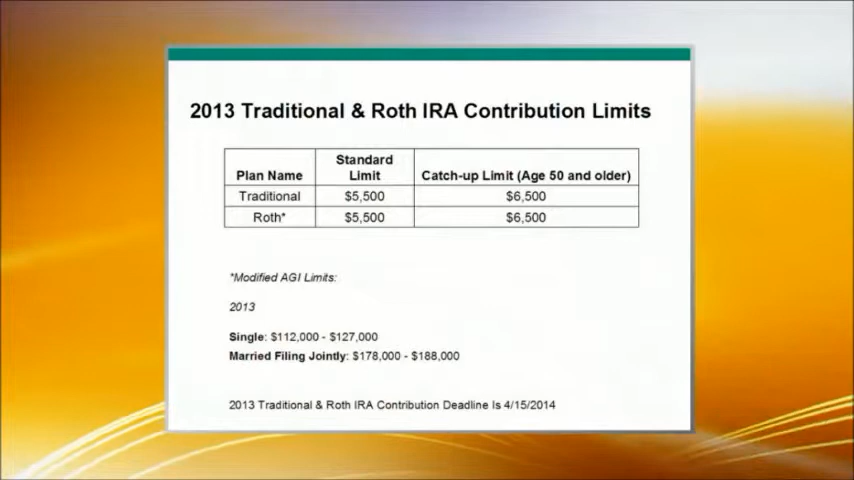 2013 Traditional & Roth IRA Contribution Limits
Plan Name Standard Limit Catch-up Limit (Age 50 and older)
Traditional $5,500 $6,500
Roth* $5,500 $6,500
*Modified AGI Limits:
2013
Single: $112,000 - $127,000
Married Filing Jointly: $178,000 - $188,000
2013 Traditional & Roth IRA Contribution Deadline Is 4/15/2014